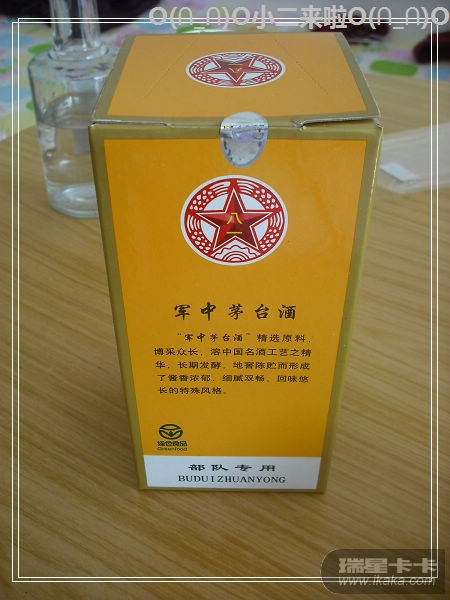 O(∩_∩)O小二来啦O(∩_∩)O
八一
军中茅台酒
"军中茅台酒"精选原料,
博采众长,溶中国名酒工艺之精
华,长期发酵,地窖陈贮而形成
了酱香浓郁,细腻双畅,回味悠
长的特殊风格。
绿色食品
Greenfood
部队专用
BUDUIZHUANYONG
瑞星卡卡
www.ikaka.com